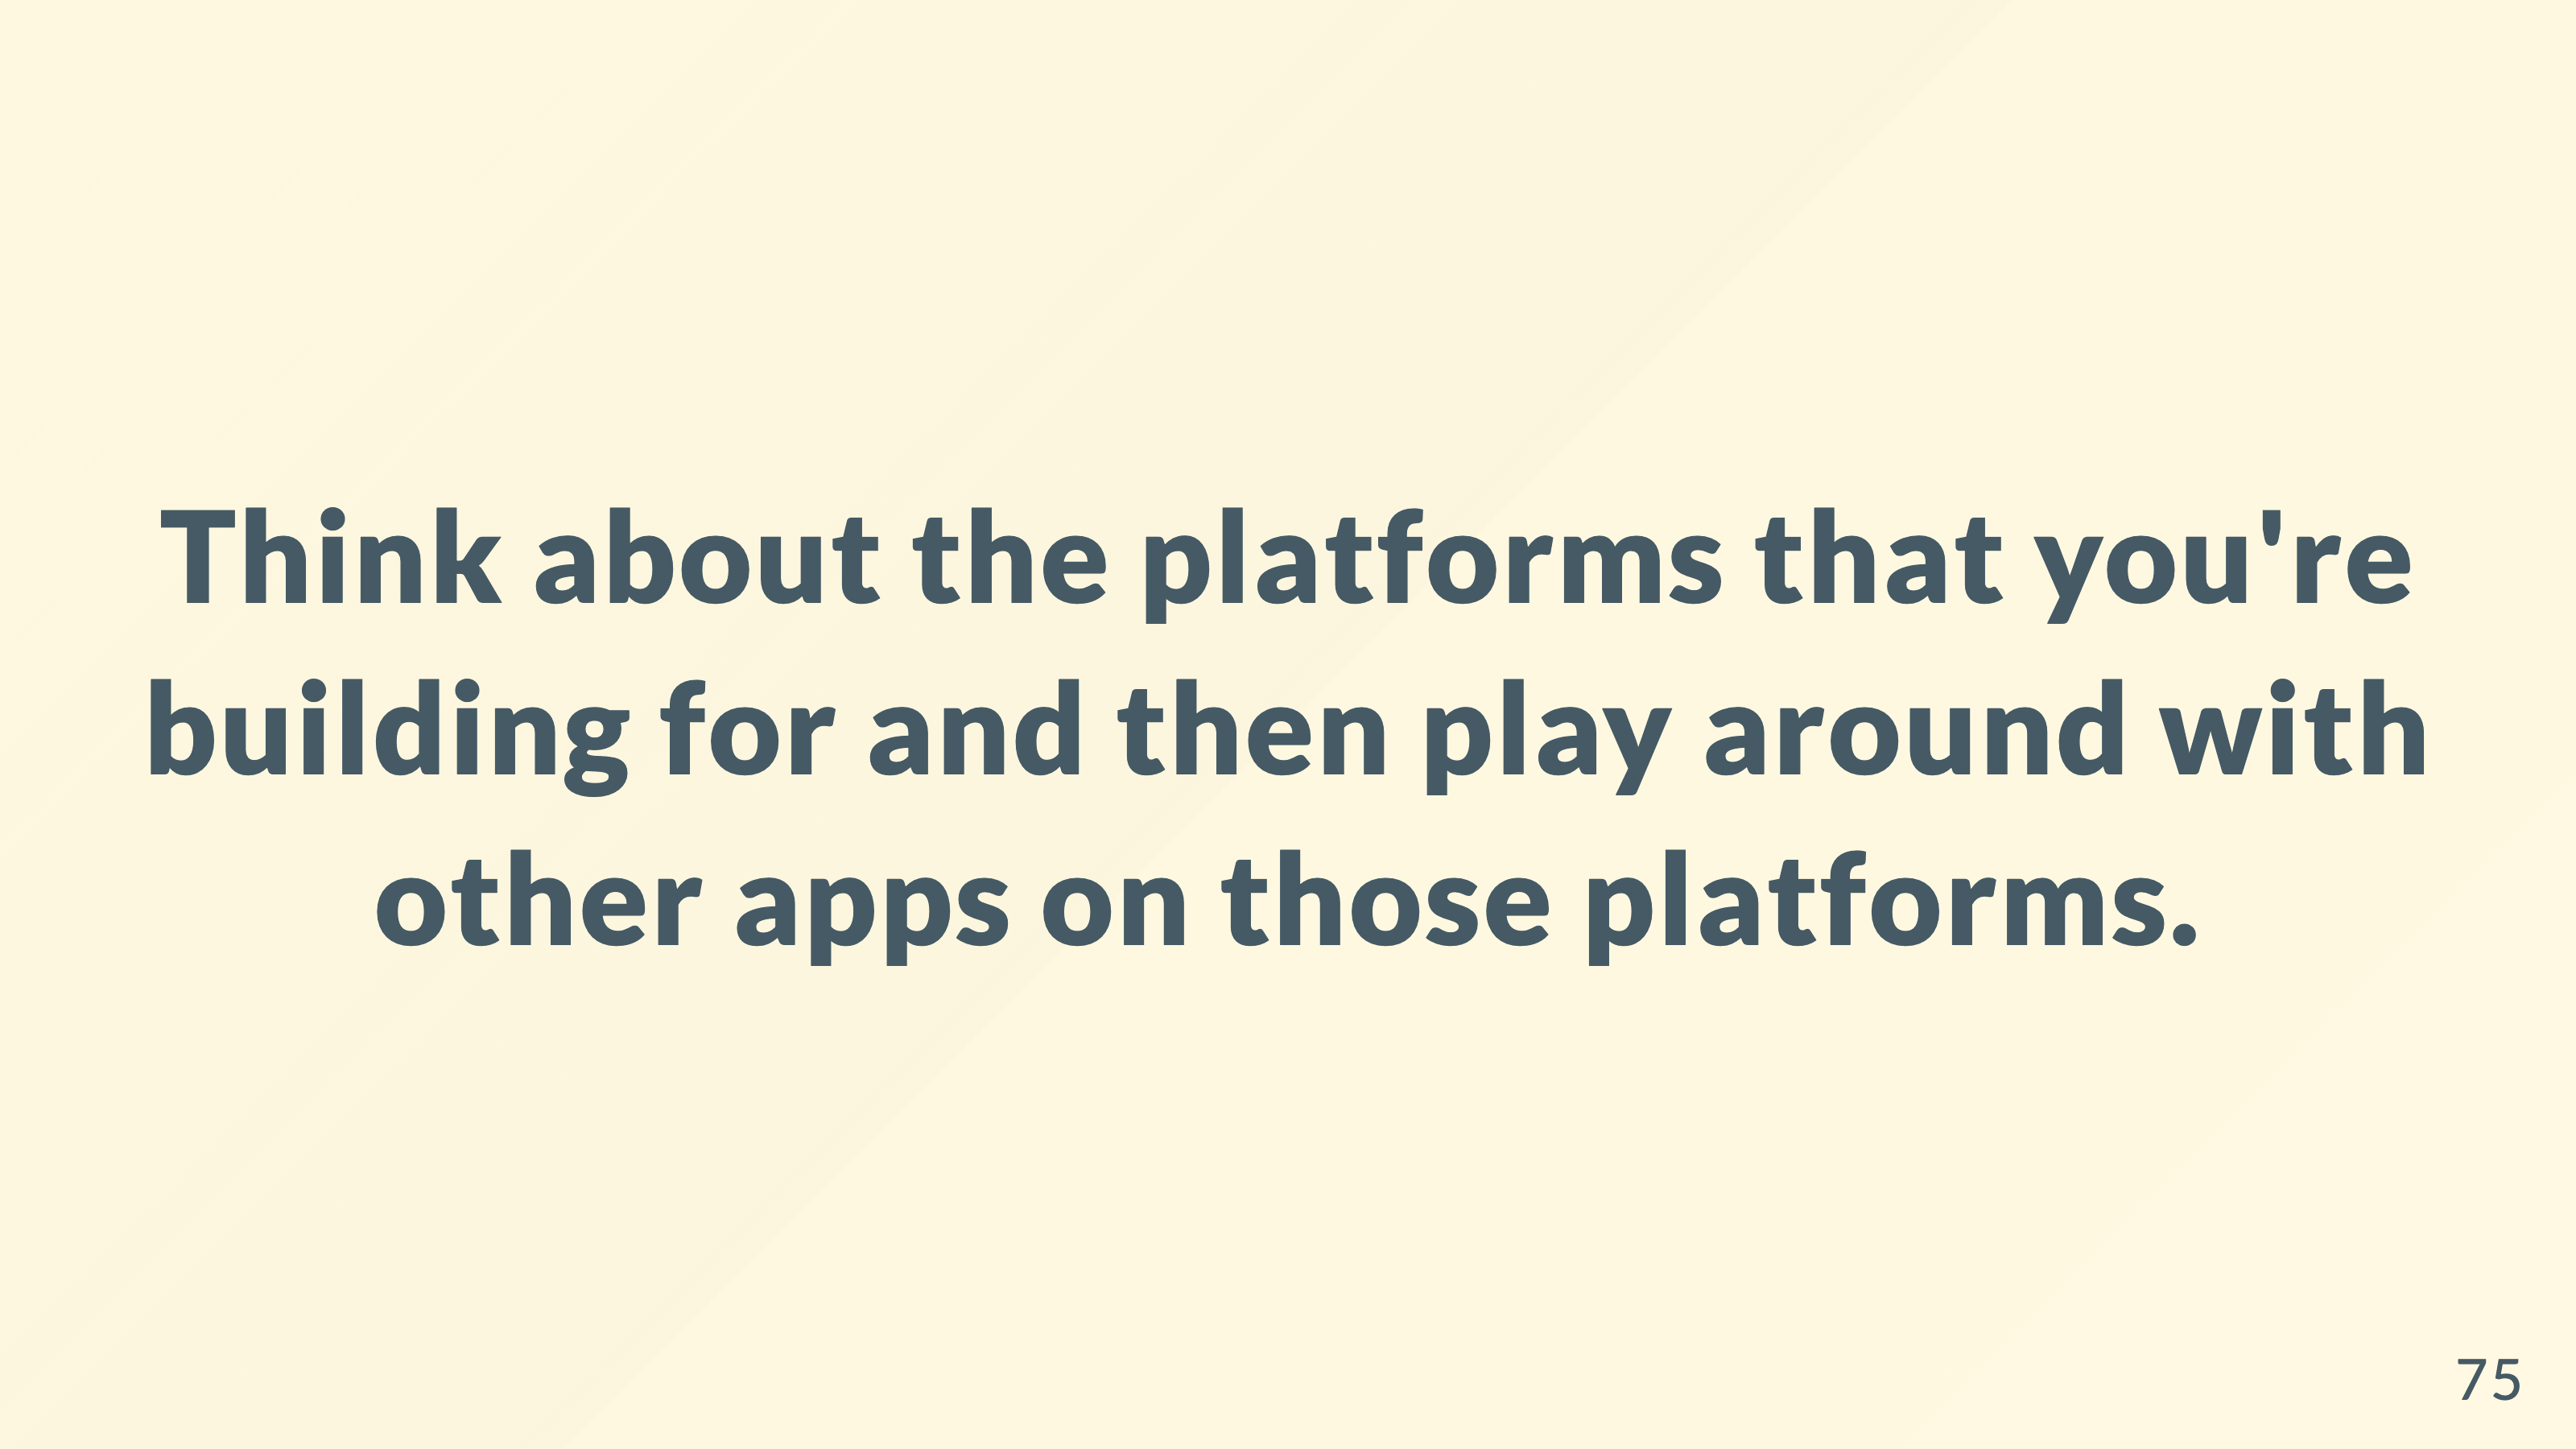 Think about the platforms that you're
building for and then play around with
other apps on those platforms.
75